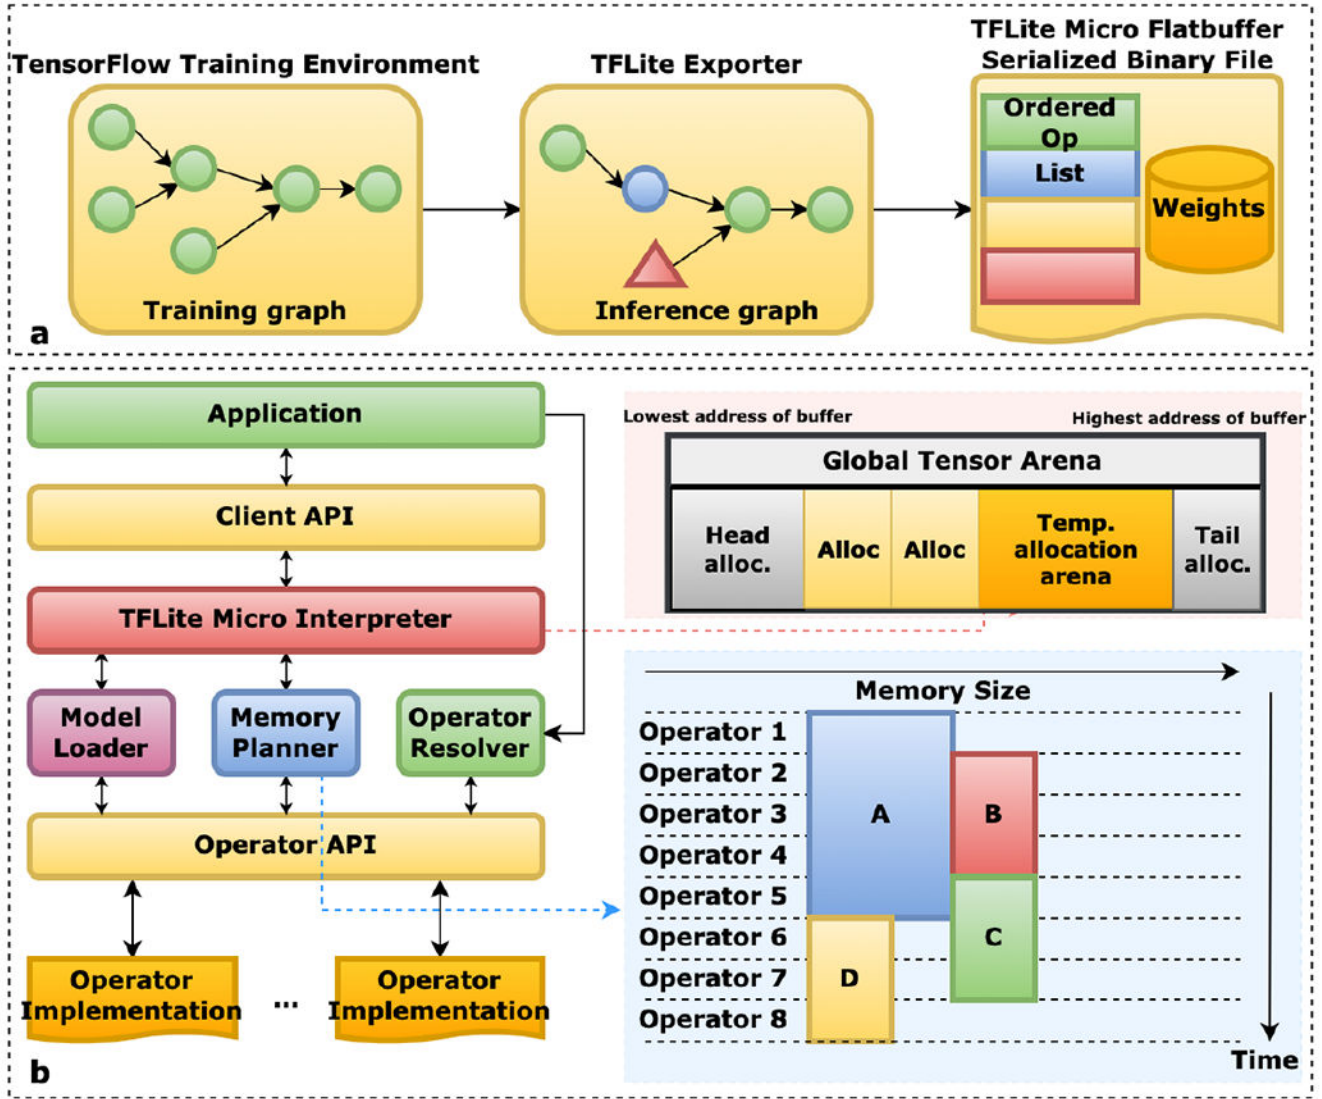 TensorFlow Training Environment
TFLite Exporter
TFLite Micro Flatbuffer
Serialized Binary File
Ordered
Op
List
Weights
Training graph
Inference graph
a
Application
Client API
TFLite Micro Interpreter
Model
Loader
Memory
Planner
Operator
Resolver
Operator API
Operator
Implementation
...
Operator
Implementation
Lowest address of buffer
Highest address of buffer
Global Tensor Arena
Head
alloc.
Alloc
Alloc
Temp.
allocation
arena
Tail
alloc.
Memory Size
Operator 1
Operator 2
Operator 3
Operator 4
Operator 5
Operator 6
Operator 7
Operator 8
A
B
C
D
Time
b